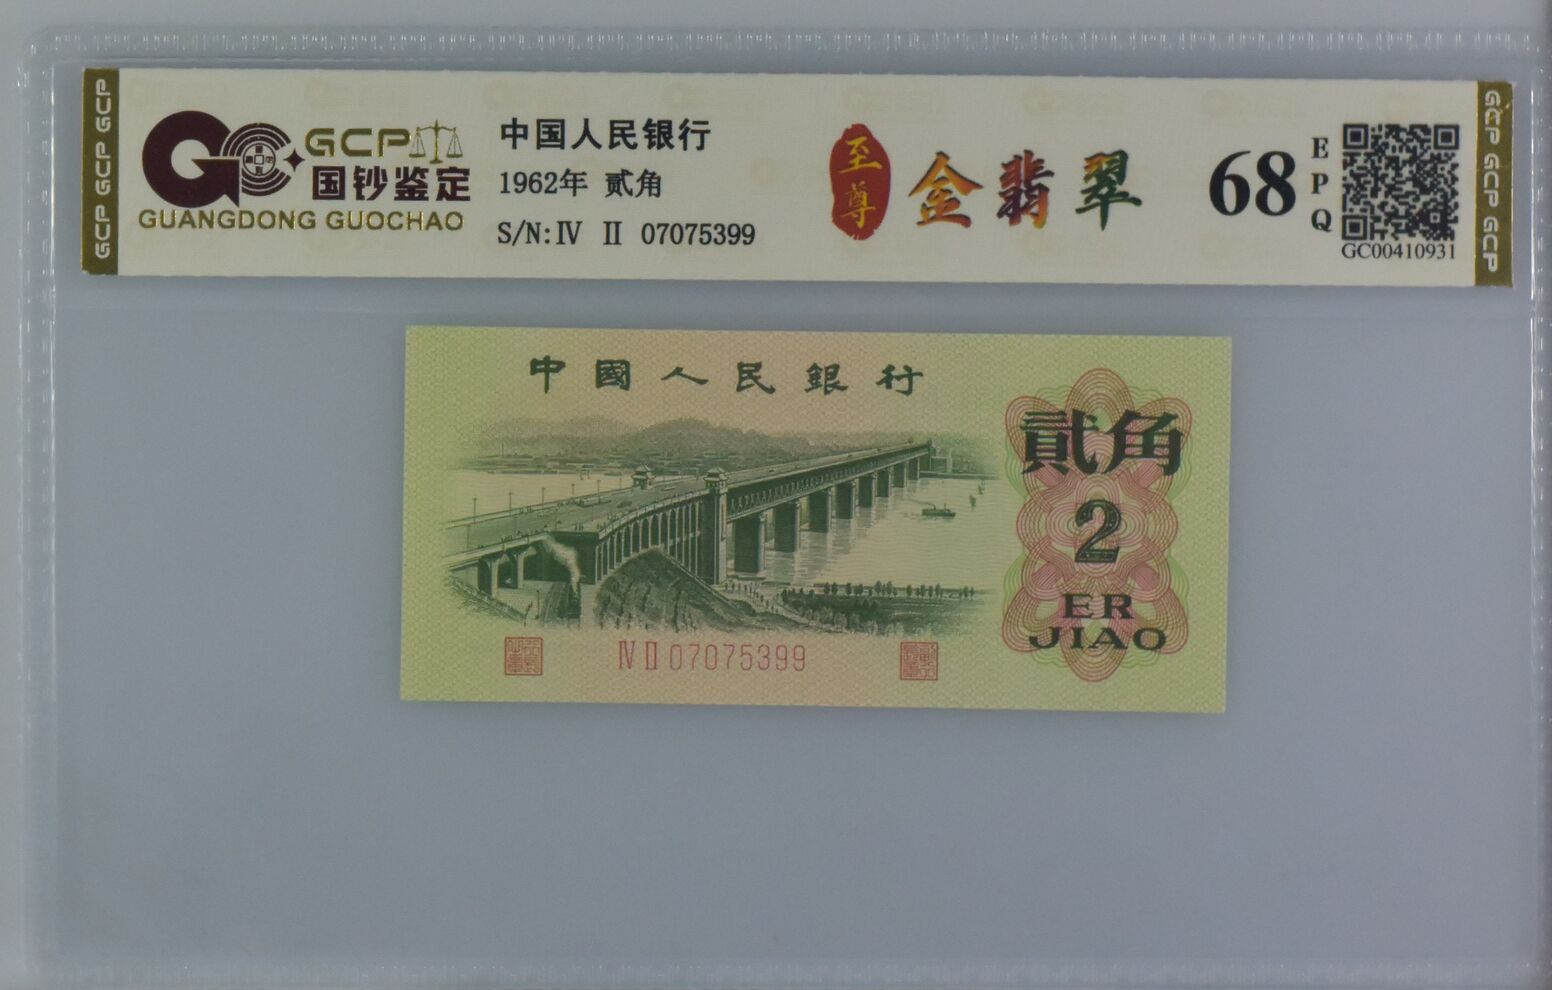 GCP
国钞鉴定
GUANGDONG GUOCHAO
中国人民银行
1962年 贰角
S/N:Ⅳ Ⅱ 07075399
至尊
金翡翠
68
EPQ
GC00410931
GCP GCP GCP
GCP GCP GCP
中國人民銀行
貳角
2
ER
JIAO
ⅣⅡ07075399